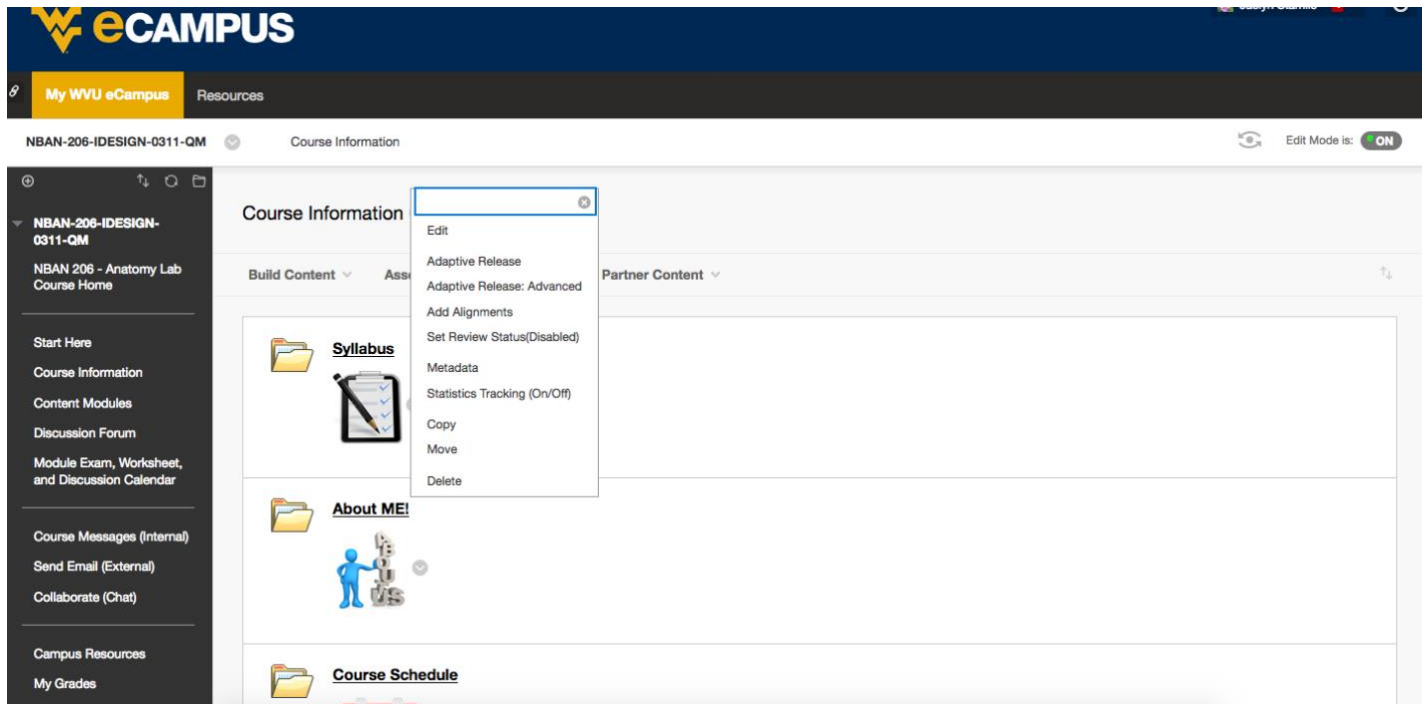 eCAMPUS
My WVU eCampus
Resources
NBAN-206-IDESIGN-0311-QM
Course Information
Edit Mode is:
ON
NBAN-206-IDESIGN-
0311-QM
NBAN 206 - Anatomy Lab
Course Home
Start Here
Course Information
Content Modules
Discussion Forum
Module Exam, Worksheet,
and Discussion Calendar
Course Messages (Internal)
Send Email (External)
Collaborate (Chat)
Campus Resources
My Grades
Course Information
Build Content
Partner Content
Edit
Adaptive Release
Adaptive Release: Advanced
Add Alignments
Set Review Status(Disabled)
Metadata
Statistics Tracking (On/Off)
Copy
Move
Delete
Syllabus
About ME!
ABOUT
US
Course Schedule